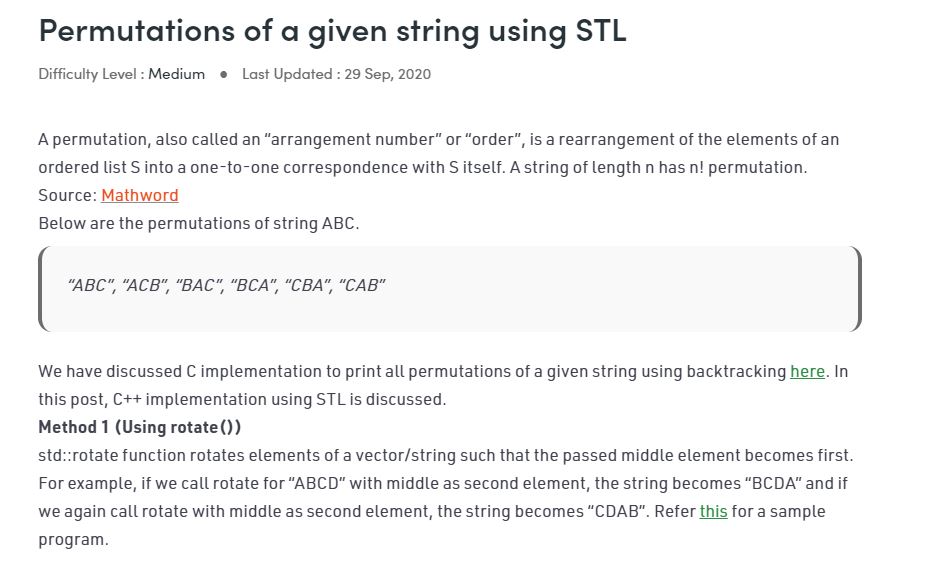 Permutations of a given string using STL
Difficulty Level : Medium ● Last Updated : 29 Sep, 2020
A permutation, also called an “arrangement number” or “order”, is a rearrangement of the elements of an
ordered list S into a one-to-one correspondence with S itself. A string of length n has n! permutation.
Source: Mathword
Below are the permutations of string ABC.
“ABC”, “ACB”, “BAC”, “BCA”, “CBA”, “CAB”
We have discussed C implementation to print all permutations of a given string using backtracking here. In
this post, C++ implementation using STL is discussed.
Method 1 (Using rotate())
std::rotate function rotates elements of a vector/string such that the passed middle element becomes first.
For example, if we call rotate for “ABCD” with middle as second element, the string becomes “BCDA” and if
we again call rotate with middle as second element, the string becomes “CDAB”. Refer this for a sample
program.